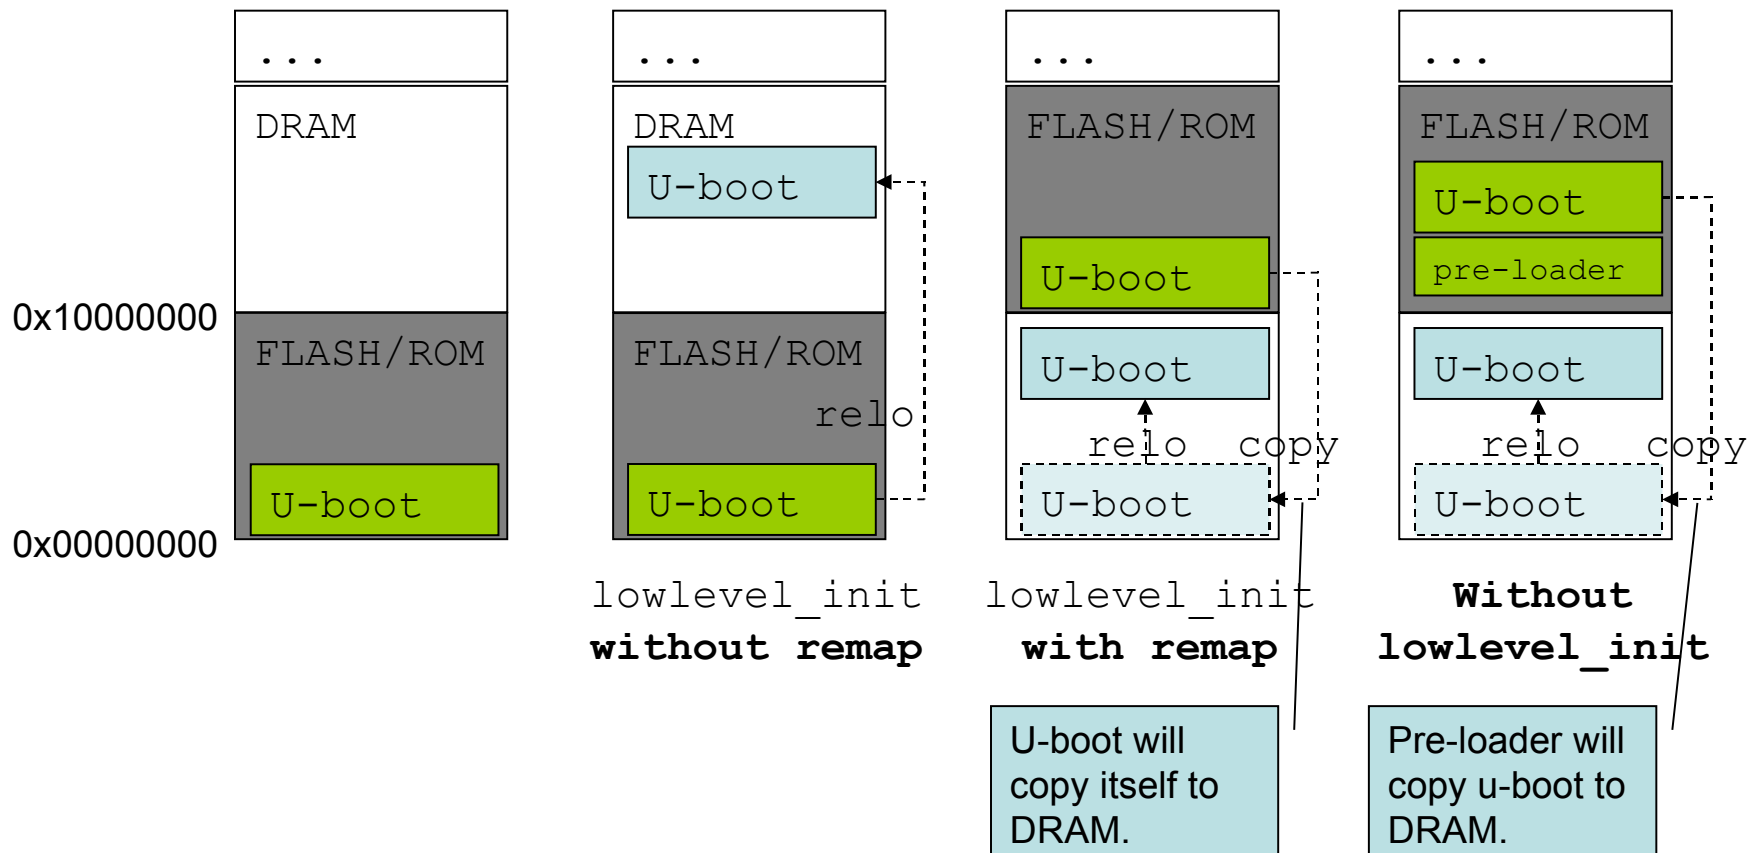 ...
DRAM
0x10000000
FLASH/ROM
U-boot
0x00000000
...
DRAM
U-boot
FLASH/ROM
relo
U-boot
lowlevel_init
without remap
...
FLASH/ROM
U-boot
U-boot
relo copy
U-boot
lowlevel_init
with remap
U-boot will
copy itself to
DRAM.
...
FLASH/ROM
U-boot
pre-loader
U-boot
relo copy
U-boot
Without
lowlevel_init
Pre-loader will
copy u-boot to
DRAM.